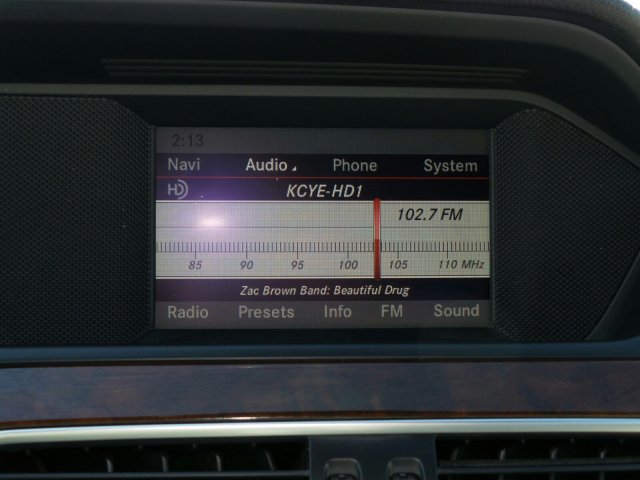 2:13
Navi Audio Phone System
HD KCYE-HD1
102.7 FM
85 90 95 100 105 110 MHz
Zac Brown Band: Beautiful Drug
Radio Presets Info FM Sound